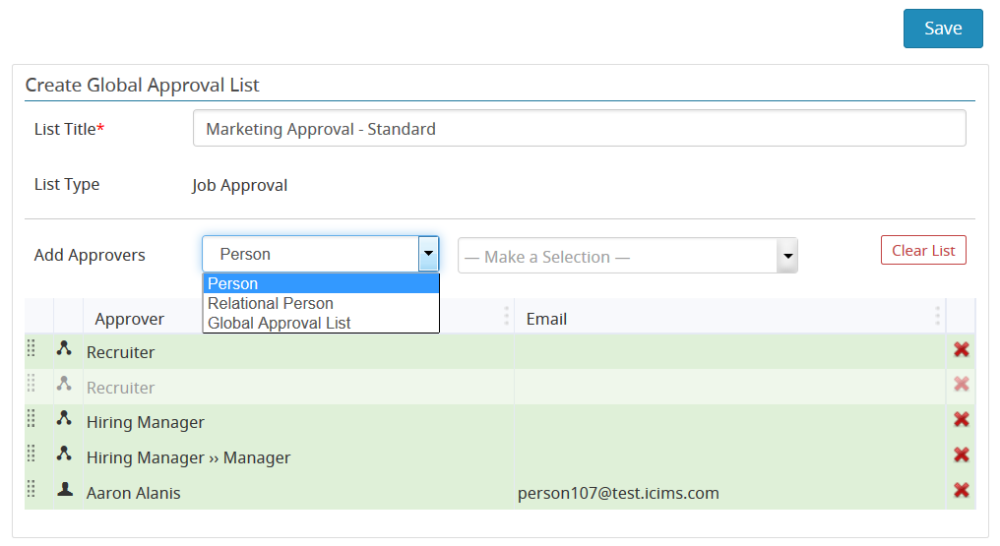 Save
Create Global Approval List
List Title*
Marketing Approval - Standard
List Type
Job Approval
Add Approvers
Person
— Make a Selection —
Clear List
Person
Relational Person
Global Approval List
Approver
Email
Recruiter
Recruiter
Hiring Manager
Hiring Manager ›› Manager
Aaron Alanis
person107@test.icims.com